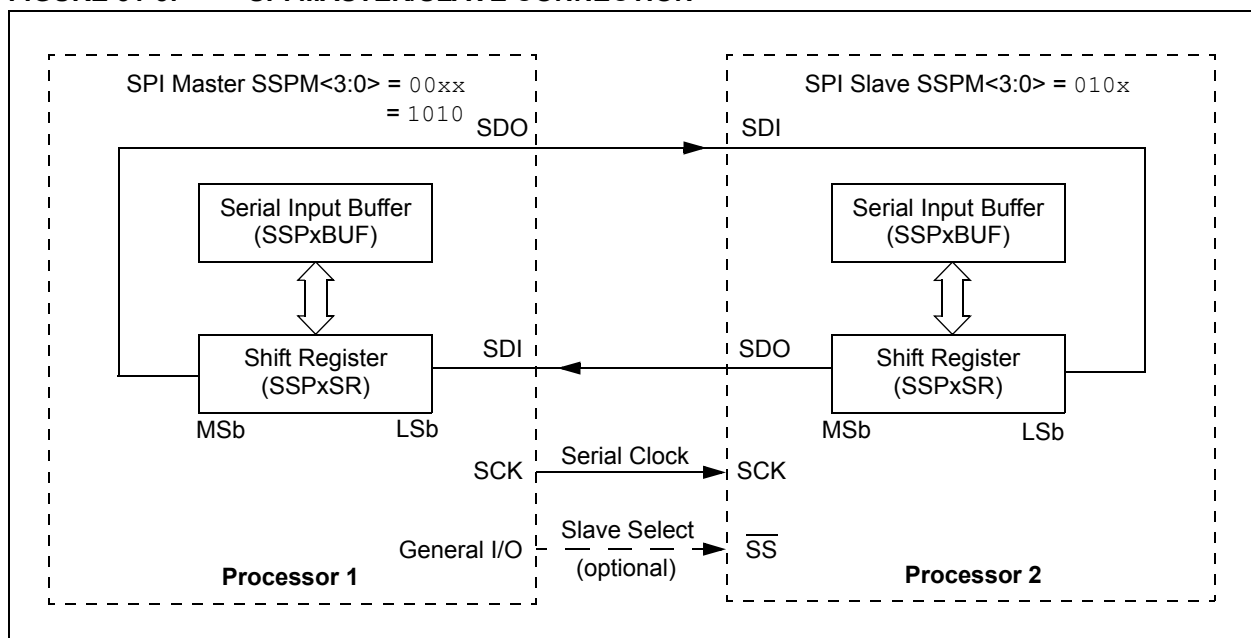 SPI Master SSPM<3:0> = 00xx
= 1010
SPI Slave SSPM<3:0> = 010x
SDO
SDI
Serial Input Buffer
(SSPxBUF)
Serial Input Buffer
(SSPxBUF)
Shift Register
(SSPxSR)
SDI
SDO
Shift Register
(SSPxSR)
MSb
LSb
MSb
LSb
SCK
Serial Clock
SCK
General I/O
Slave Select
(optional)
SS
Processor 1
Processor 2